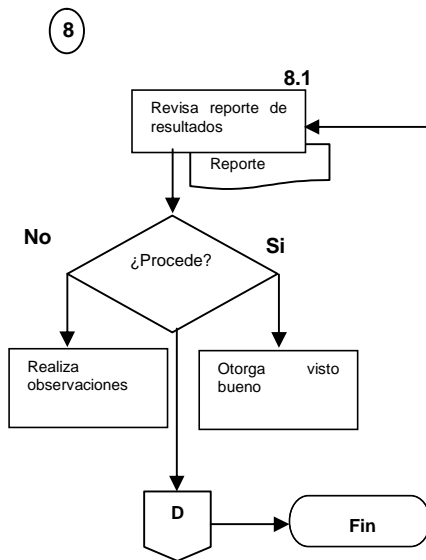 8
8.1
Revisa reporte de
resultados
Reporte
No
Si
¿Procede?
Realiza
observaciones
Otorga visto
bueno
D
Fin